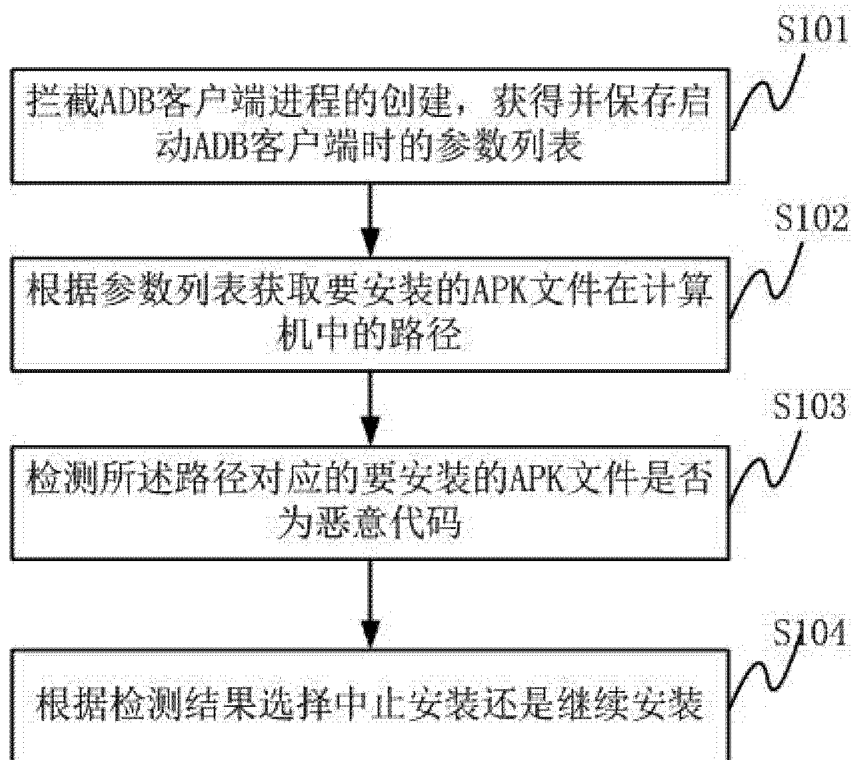 S101
拦截ADB客户端进程的创建，获得并保存启
动ADB客户端时的参数列表
S102
根据参数列表获取要安装的APK文件在计算
机中的路径
S103
检测所述路径对应的要安装的APK文件是否
为恶意代码
S104
根据检测结果选择中止安装还是继续安装